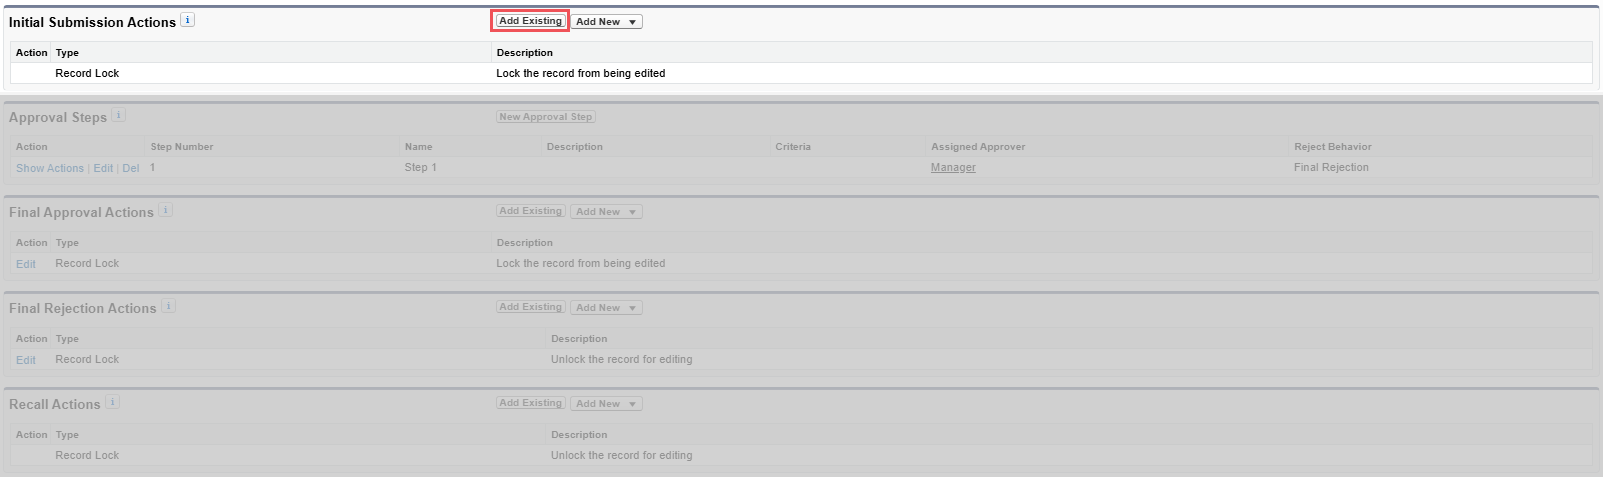 Initial Submission Actions i Add Existing Add New
Action Type Description
Record Lock Lock the record from being edited
Approval Steps i New Approval Step
Action Step Number Name Description Criteria Assigned Approver Reject Behavior
Show Actions | Edit | Del 1 Step 1 Manager Final Rejection
Final Approval Actions i Add Existing Add New
Action Type Description
Edit Record Lock Lock the record from being edited
Final Rejection Actions i Add Existing Add New
Action Type Description
Edit Record Lock Unlock the record for editing
Recall Actions i Add Existing Add New
Action Type Description
Record Lock Unlock the record for editing